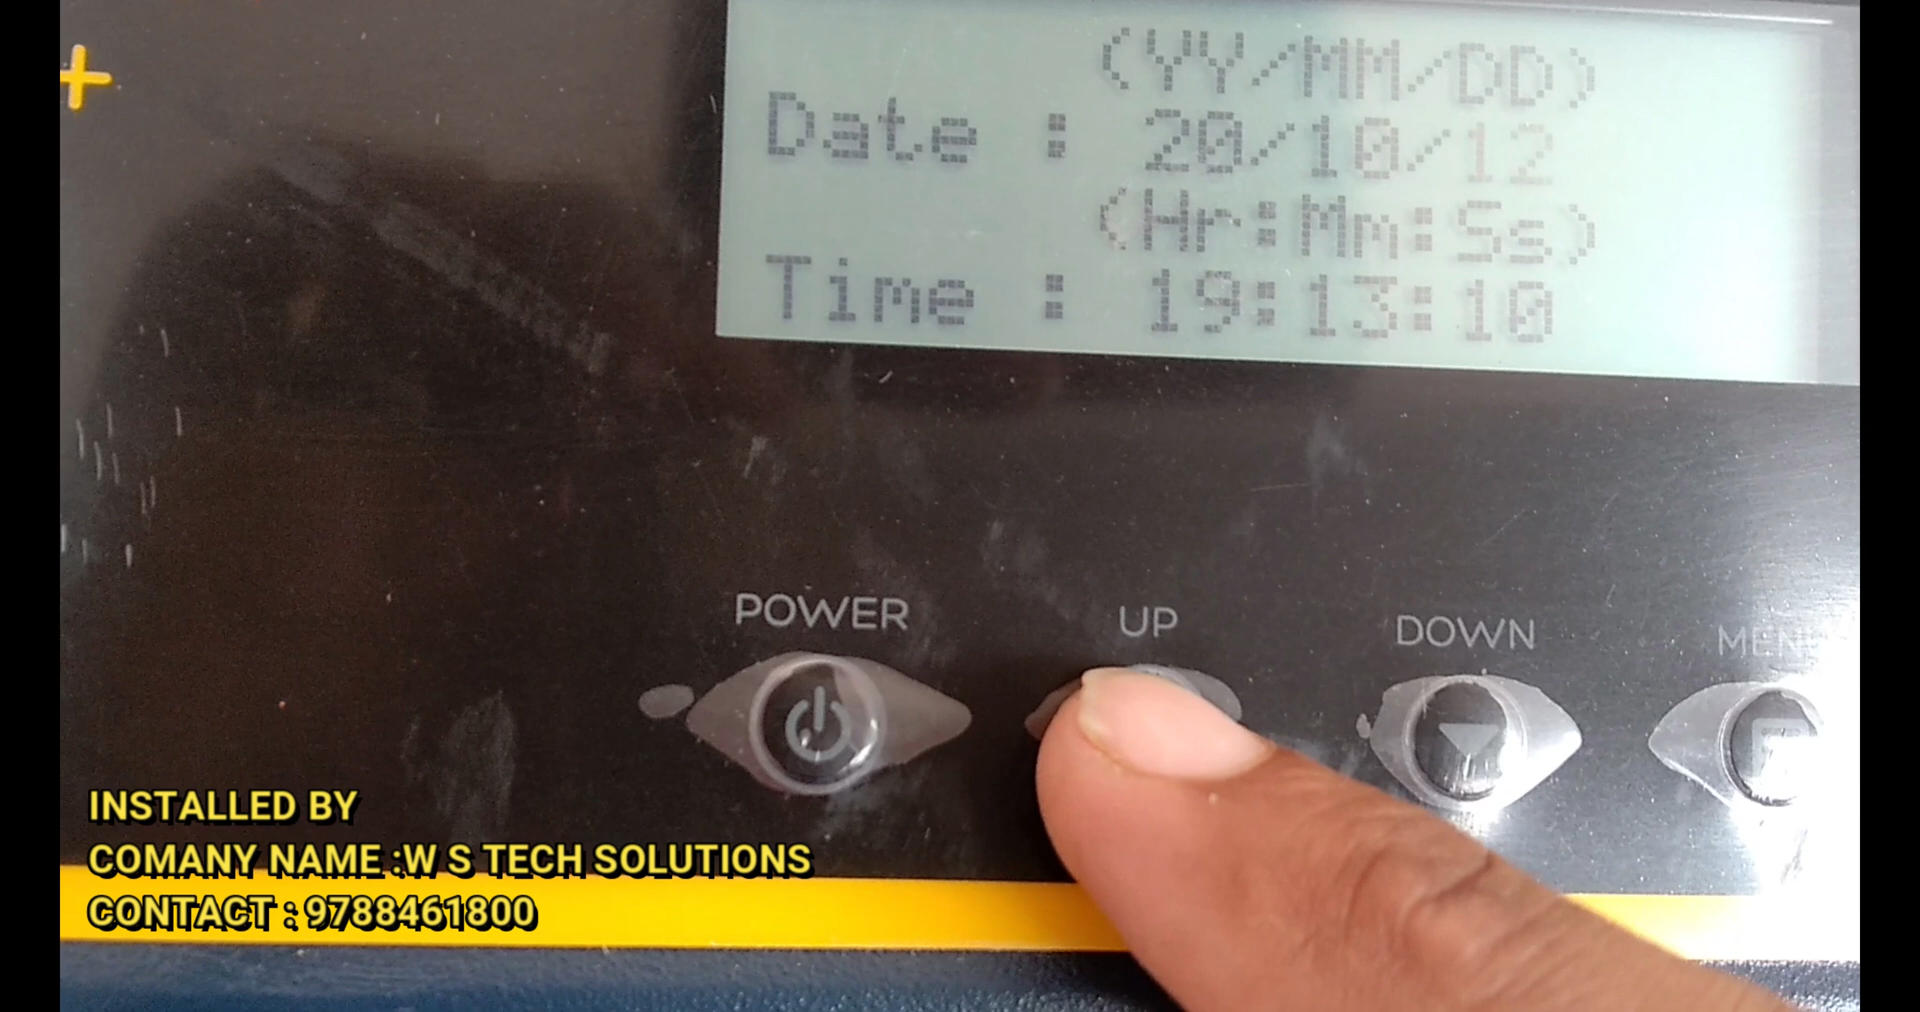 (YY/MM/DD)
Date : 20/10/12
(Hr:Mm:Ss)
Time : 19:13:10
POWER
UP
DOWN
INSTALLED BY
COMANY NAME :W S TECH SOLUTIONS
CONTACT : 9788461800